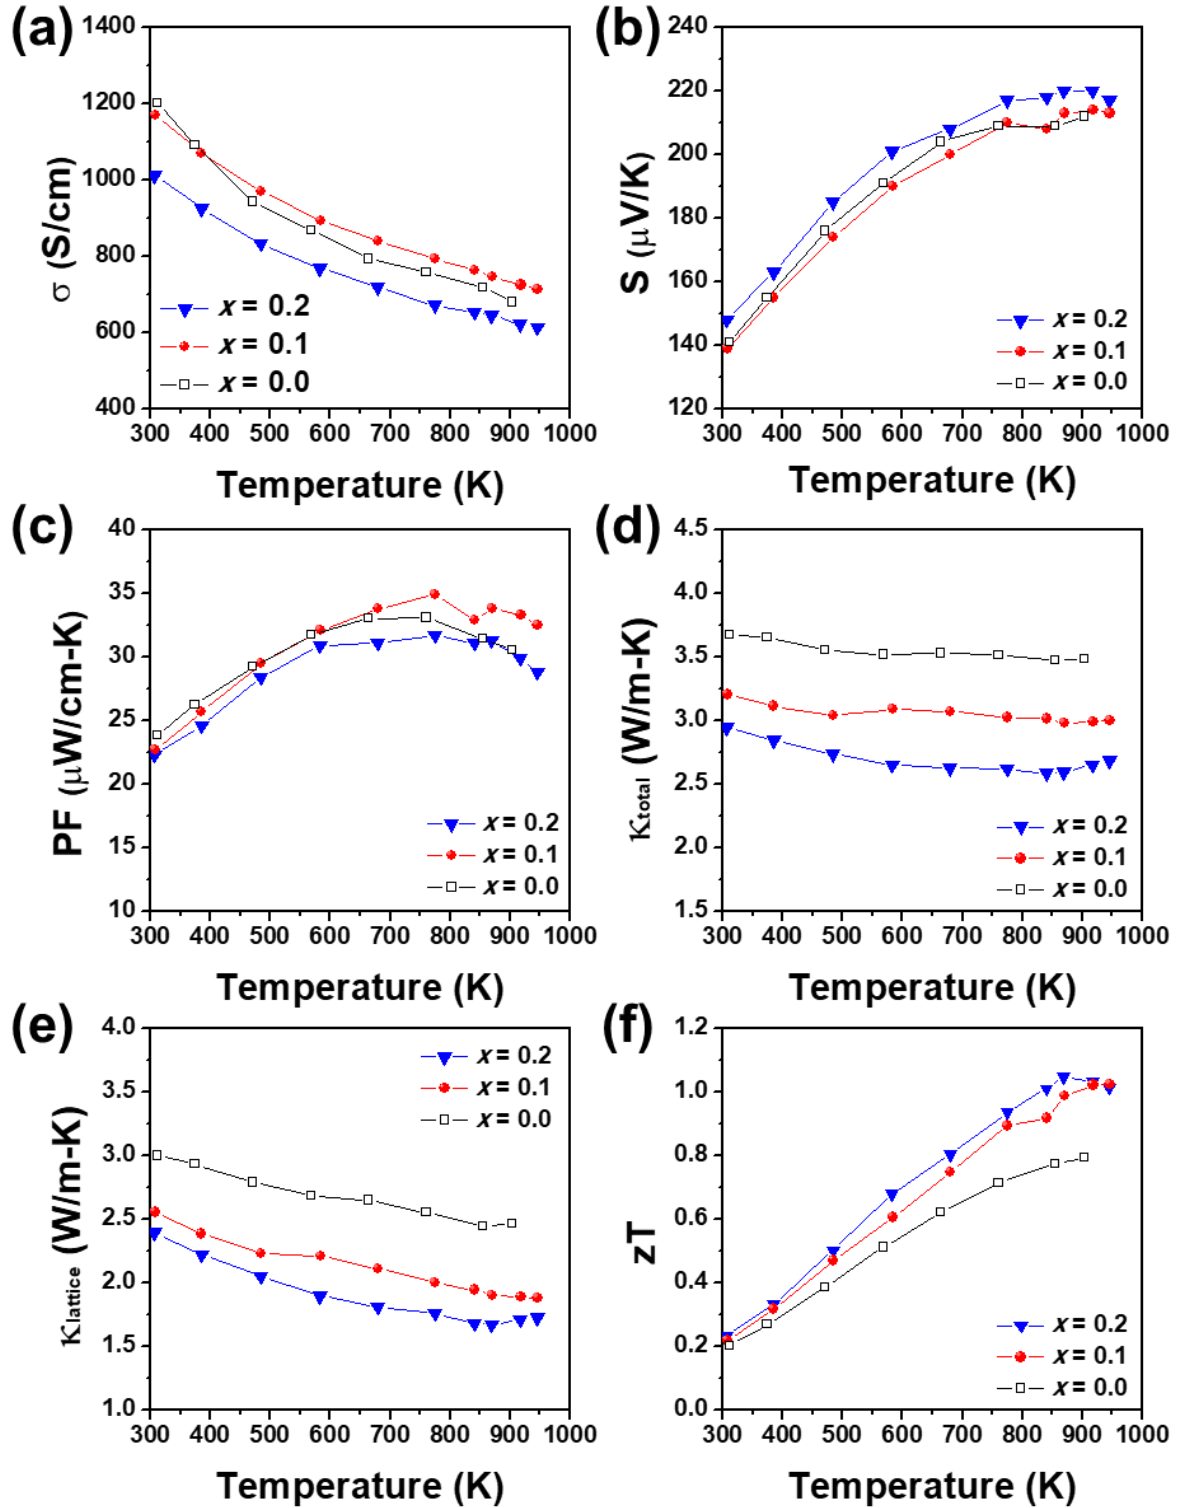 (a)
1400
1200
1000
800
600
400
σ (S/cm)
x = 0.2
x = 0.1
x = 0.0
300 400 500 600 700 800 900 1000
Temperature (K)
(b)
240
220
200
180
160
140
120
S (μV/K)
x = 0.2
x = 0.1
x = 0.0
300 400 500 600 700 800 900 1000
Temperature (K)
(c)
40
35
30
25
20
15
10
PF (μW/cm-K)
x = 0.2
x = 0.1
x = 0.0
300 400 500 600 700 800 900 1000
Temperature (K)
(d)
4.5
4.0
3.5
3.0
2.5
2.0
1.5
κtotal (W/m-K)
x = 0.2
x = 0.1
x = 0.0
300 400 500 600 700 800 900 1000
Temperature (K)
(e)
4.0
3.5
3.0
2.5
2.0
1.5
1.0
κlattice (W/m-K)
x = 0.2
x = 0.1
x = 0.0
300 400 500 600 700 800 900 1000
Temperature (K)
(f)
1.2
1.0
0.8
0.6
0.4
0.2
0.0
zT
x = 0.2
x = 0.1
x = 0.0
300 400 500 600 700 800 900 1000
Temperature (K)